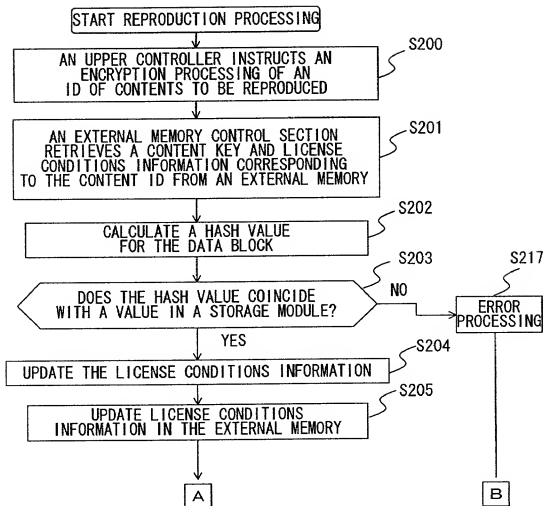 START REPRODUCTION PROCESSING
S200
AN UPPER CONTROLLER INSTRUCTS AN
ENCRYPTION PROCESSING OF AN
ID OF CONTENTS TO BE REPRODUCED
S201
AN EXTERNAL MEMORY CONTROL SECTION
RETRIEVES A CONTENT KEY AND LICENSE
CONDITIONS INFORMATION CORRESPONDING
TO THE CONTENT ID FROM AN EXTERNAL MEMORY
S202
CALCULATE A HASH VALUE
FOR THE DATA BLOCK
S203
DOES THE HASH VALUE COINCIDE
WITH A VALUE IN A STORAGE MODULE?
NO
S217
ERROR
PROCESSING
YES
S204
UPDATE THE LICENSE CONDITIONS INFORMATION
S205
UPDATE LICENSE CONDITIONS
INFORMATION IN THE EXTERNAL MEMORY
A
B